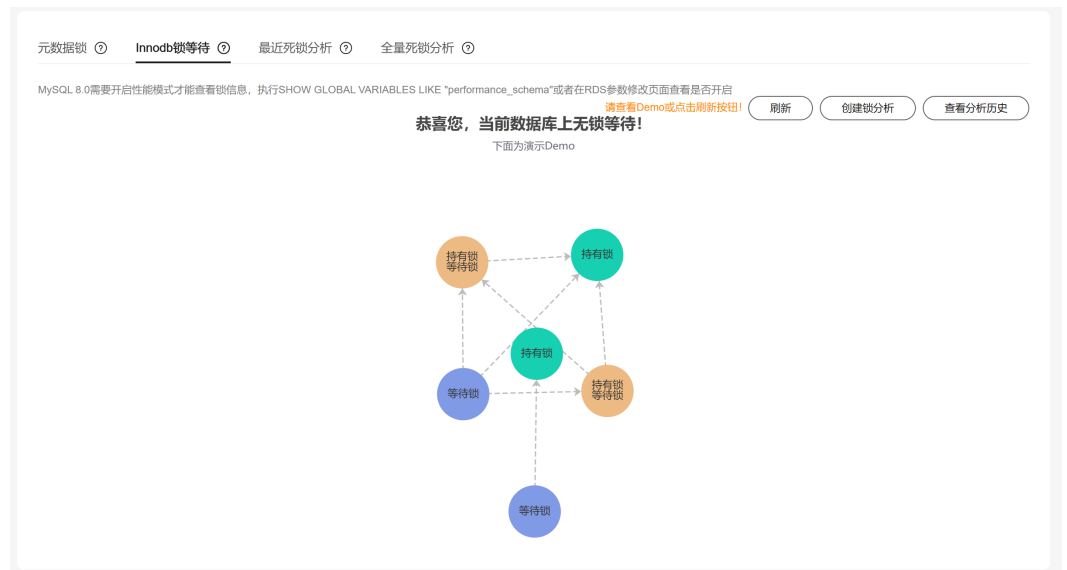 元数据锁 ?
Innodb锁等待 ?
最近死锁分析 ?
全量死锁分析 ?
MySQL 8.0需要开启性能模式才能查看锁信息，执行SHOW GLOBAL VARIABLES LIKE "performance_schema"或者在RDS参数修改页面查看是否开启
请查看Demo或点击刷新按钮！
刷新
创建锁分析
查看分析历史
恭喜您，当前数据库上无锁等待！
下面为演示Demo
持有锁
等待锁
持有锁
持有锁
等待锁
持有锁
等待锁
等待锁